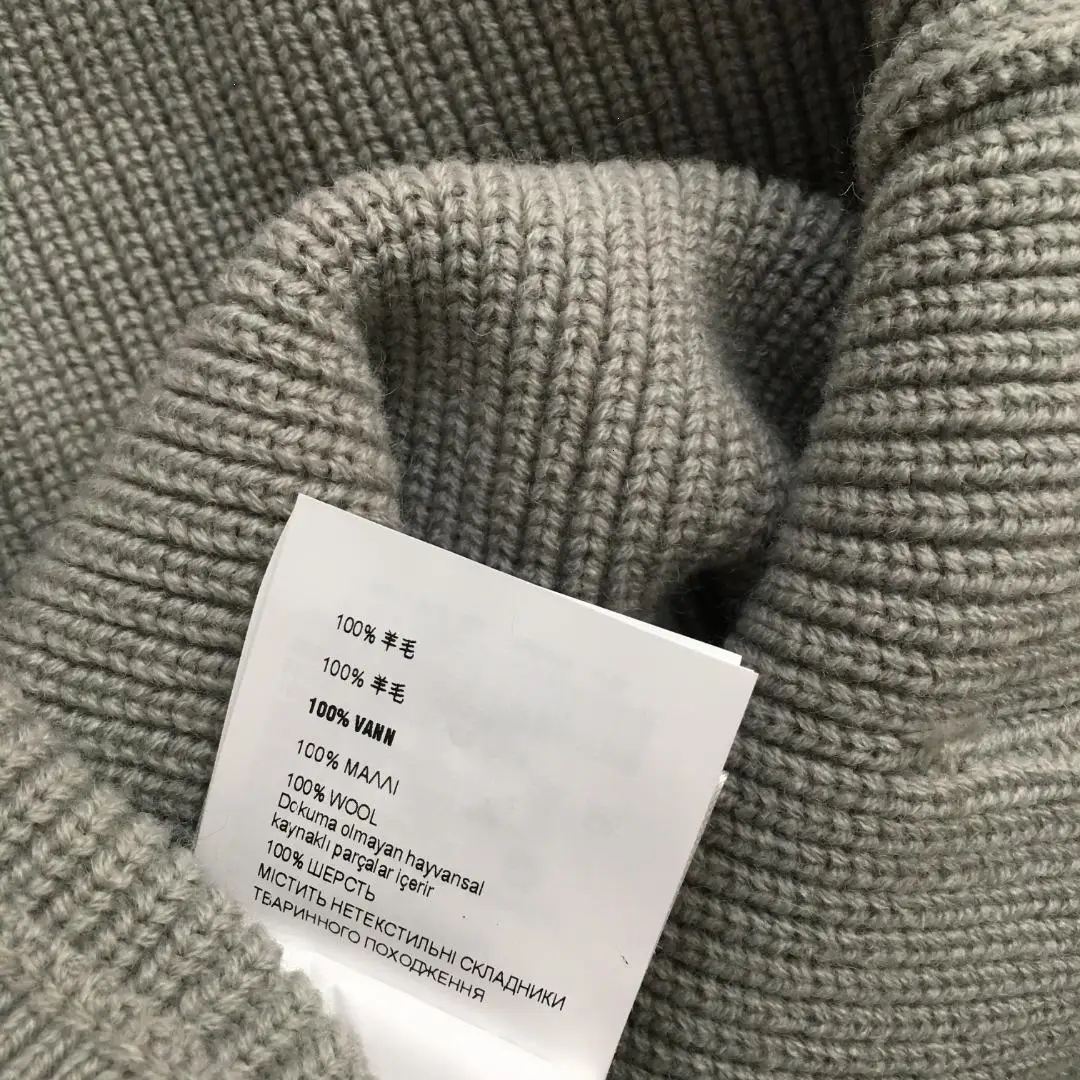 100% 羊毛
100% 羊毛
100% VANN
100% ΜΑΛΛΙ
100% WOOL
Dokuma olmayan hayvansal
kaynaklı parçalar içerir
100% ШЕРСТЬ
МІСТИТЬ НЕТЕКСТИЛЬНІ СКЛАДНИКИ
ТВАРИННОГО ПОХОДЖЕННЯ